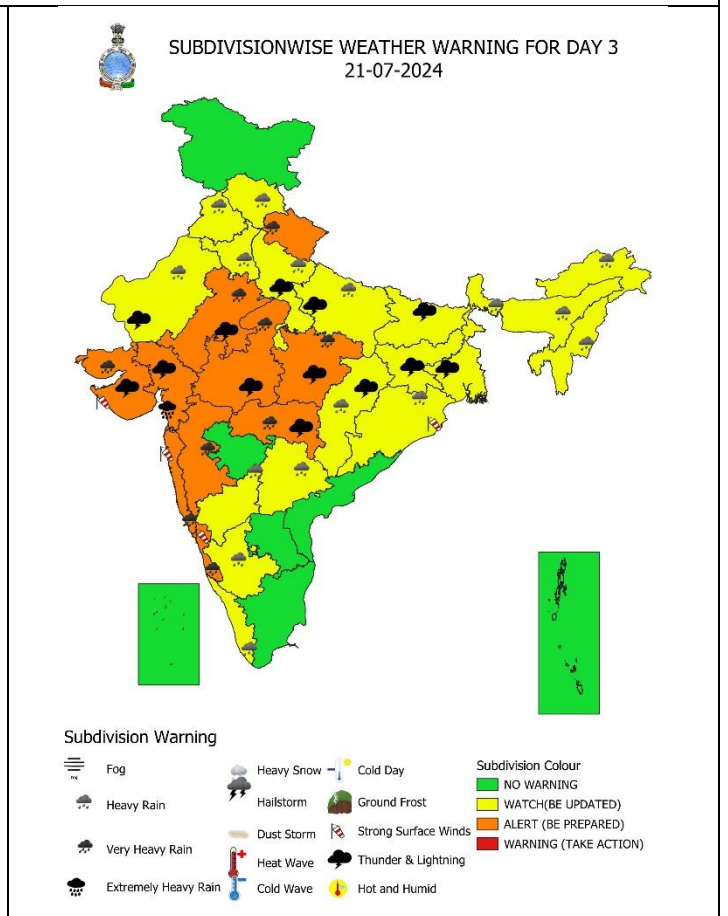 SUBDIVISIONWISE WEATHER WARNING FOR DAY 3
21-07-2024
Subdivision Warning
Fog
Heavy Rain
Very Heavy Rain
Extremely Heavy Rain
Heavy Snow
Hailstorm
Dust Storm
Heat Wave
Cold Wave
Cold Day
Ground Frost
Strong Surface Winds
Thunder & Lightning
Hot and Humid
Subdivision Colour
NO WARNING
WATCH(BE UPDATED)
ALERT (BE PREPARED)
WARNING (TAKE ACTION)